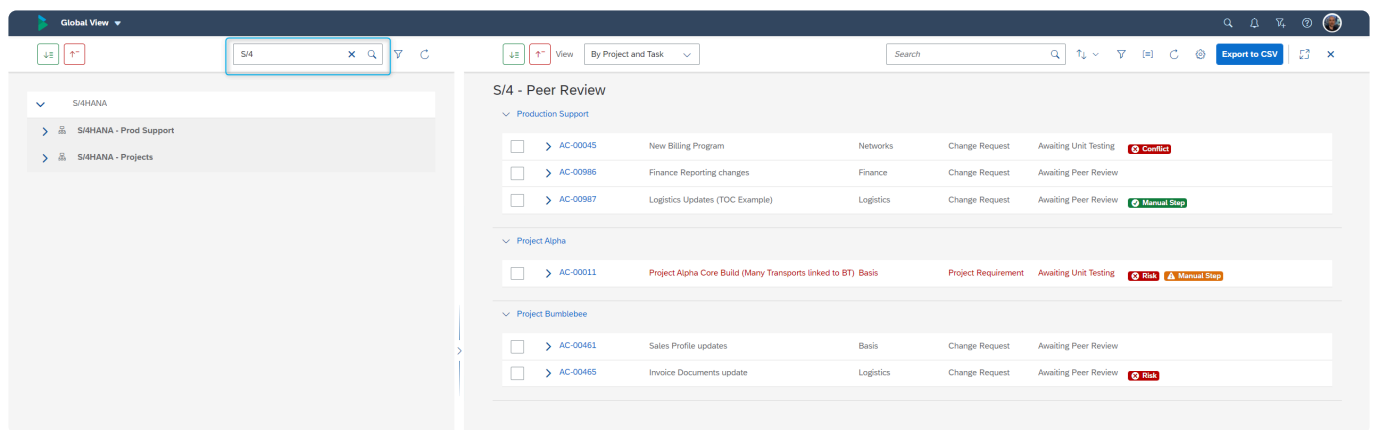 Global View
S/4
View By Project and Task Search Export to CSV
S/4HANA
S/4HANA - Prod Support
S/4HANA - Projects
S/4 - Peer Review
Production Support
AC-00045 New Billing Program Networks Change Request Awaiting Unit Testing Conflict
AC-00986 Finance Reporting changes Finance Change Request Awaiting Peer Review
AC-00987 Logistics Updates (TOC Example) Logistics Change Request Awaiting Peer Review Manual Step
Project Alpha
AC-00011 Project Alpha Core Build (Many Transports linked to BT) Basis Project Requirement Awaiting Unit Testing Risk Manual Step
Project Bumblebee
AC-00461 Sales Profile updates Basis Change Request Awaiting Peer Review
AC-00465 Invoice Documents update Logistics Change Request Awaiting Peer Review Risk